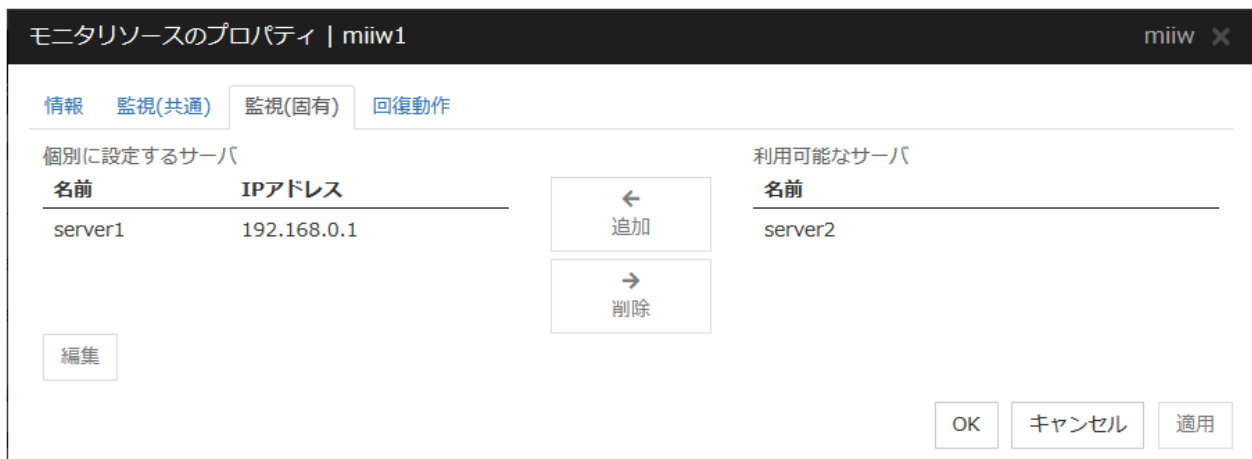 モニタリソースのプロパティ | miiw1 miiw ×
情報 監視(共通) 監視(固有) 回復動作
個別に設定するサーバ 利用可能なサーバ
名前 IPアドレス 名前
← 追加
server1 192.168.0.1 server2
→ 削除
編集
OK キャンセル 適用